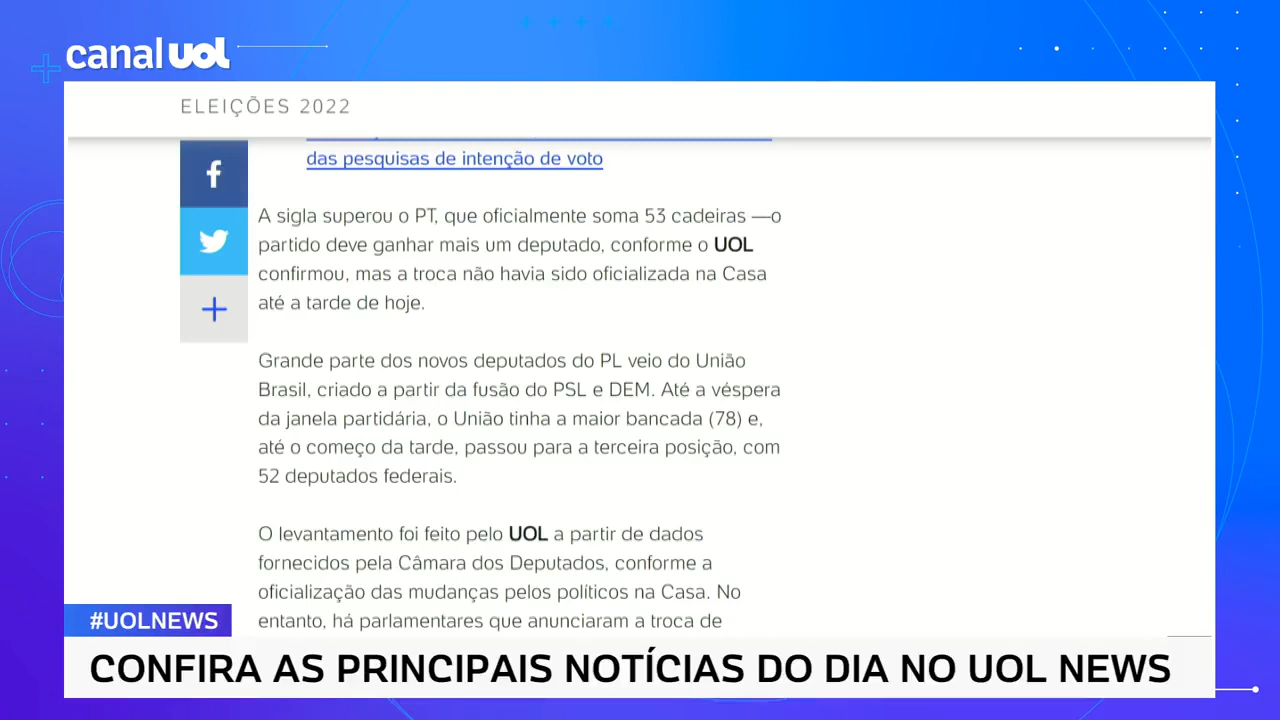 canal uol
ELEIÇÕES 2022
das pesquisas de intenção de voto
A sigla superou o PT, que oficialmente soma 53 cadeiras —o
partido deve ganhar mais um deputado, conforme o UOL
confirmou, mas a troca não havia sido oficializada na Casa
até a tarde de hoje.
Grande parte dos novos deputados do PL veio do União
Brasil, criado a partir da fusão do PSL e DEM. Até a véspera
da janela partidária, o União tinha a maior bancada (78) e,
até o começo da tarde, passou para a terceira posição, com
52 deputados federais.
O levantamento foi feito pelo UOL a partir de dados
fornecidos pela Câmara dos Deputados, conforme a
oficialização das mudanças pelos políticos na Casa. No
entanto, há parlamentares que anunciaram a troca de
#UOLNEWS
CONFIRA AS PRINCIPAIS NOTÍCIAS DO DIA NO UOL NEWS